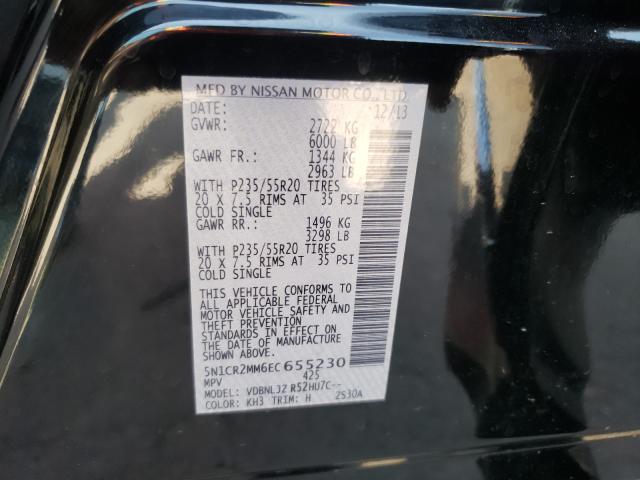 MFD BY NISSAN MOTOR CO., LTD.
DATE: 12/13
GVWR: 2722 KG
6000 LB
GAWR FR.: 1344 KG
2963 LB
WITH P235/55R20 TIRES
20 X 7.5 RIMS AT 35 PSI
COLD SINGLE
GAWR RR.: 1496 KG
3298 LB
WITH P235/55R20 TIRES
20 X 7.5 RIMS AT 35 PSI
COLD SINGLE
THIS VEHICLE CONFORMS TO
ALL APPLICABLE FEDERAL
MOTOR VEHICLE SAFETY AND
THEFT PREVENTION
STANDARDS IN EFFECT ON THE
DATE OF MANUFACTURE
SHOWN ABOVE.
5N1CR2MM6EC655230
MPV 425
MODEL: VDBNLJZ R52HU7C--
COLOR: KH3 TRIM: H 2S30A